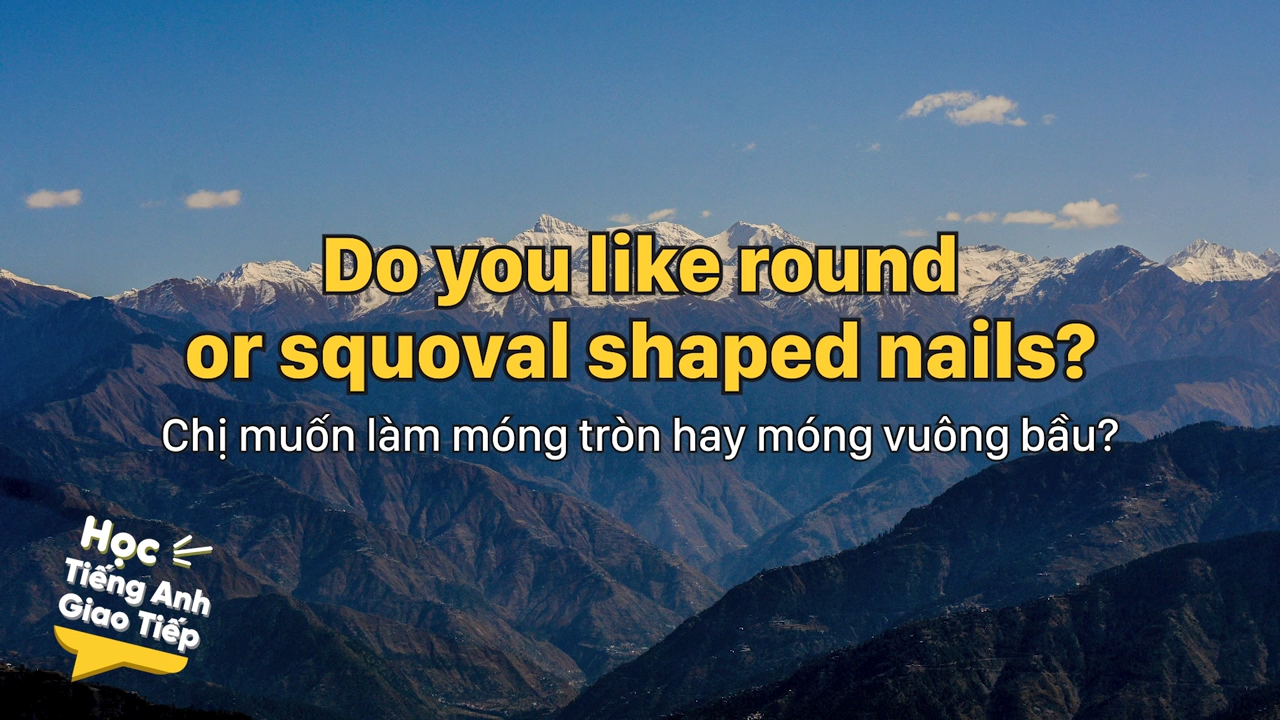 Do you like round
or squoval shaped nails?
Chị muốn làm móng tròn hay móng vuông bầu?
Học
Tiếng Anh
Giao Tiếp